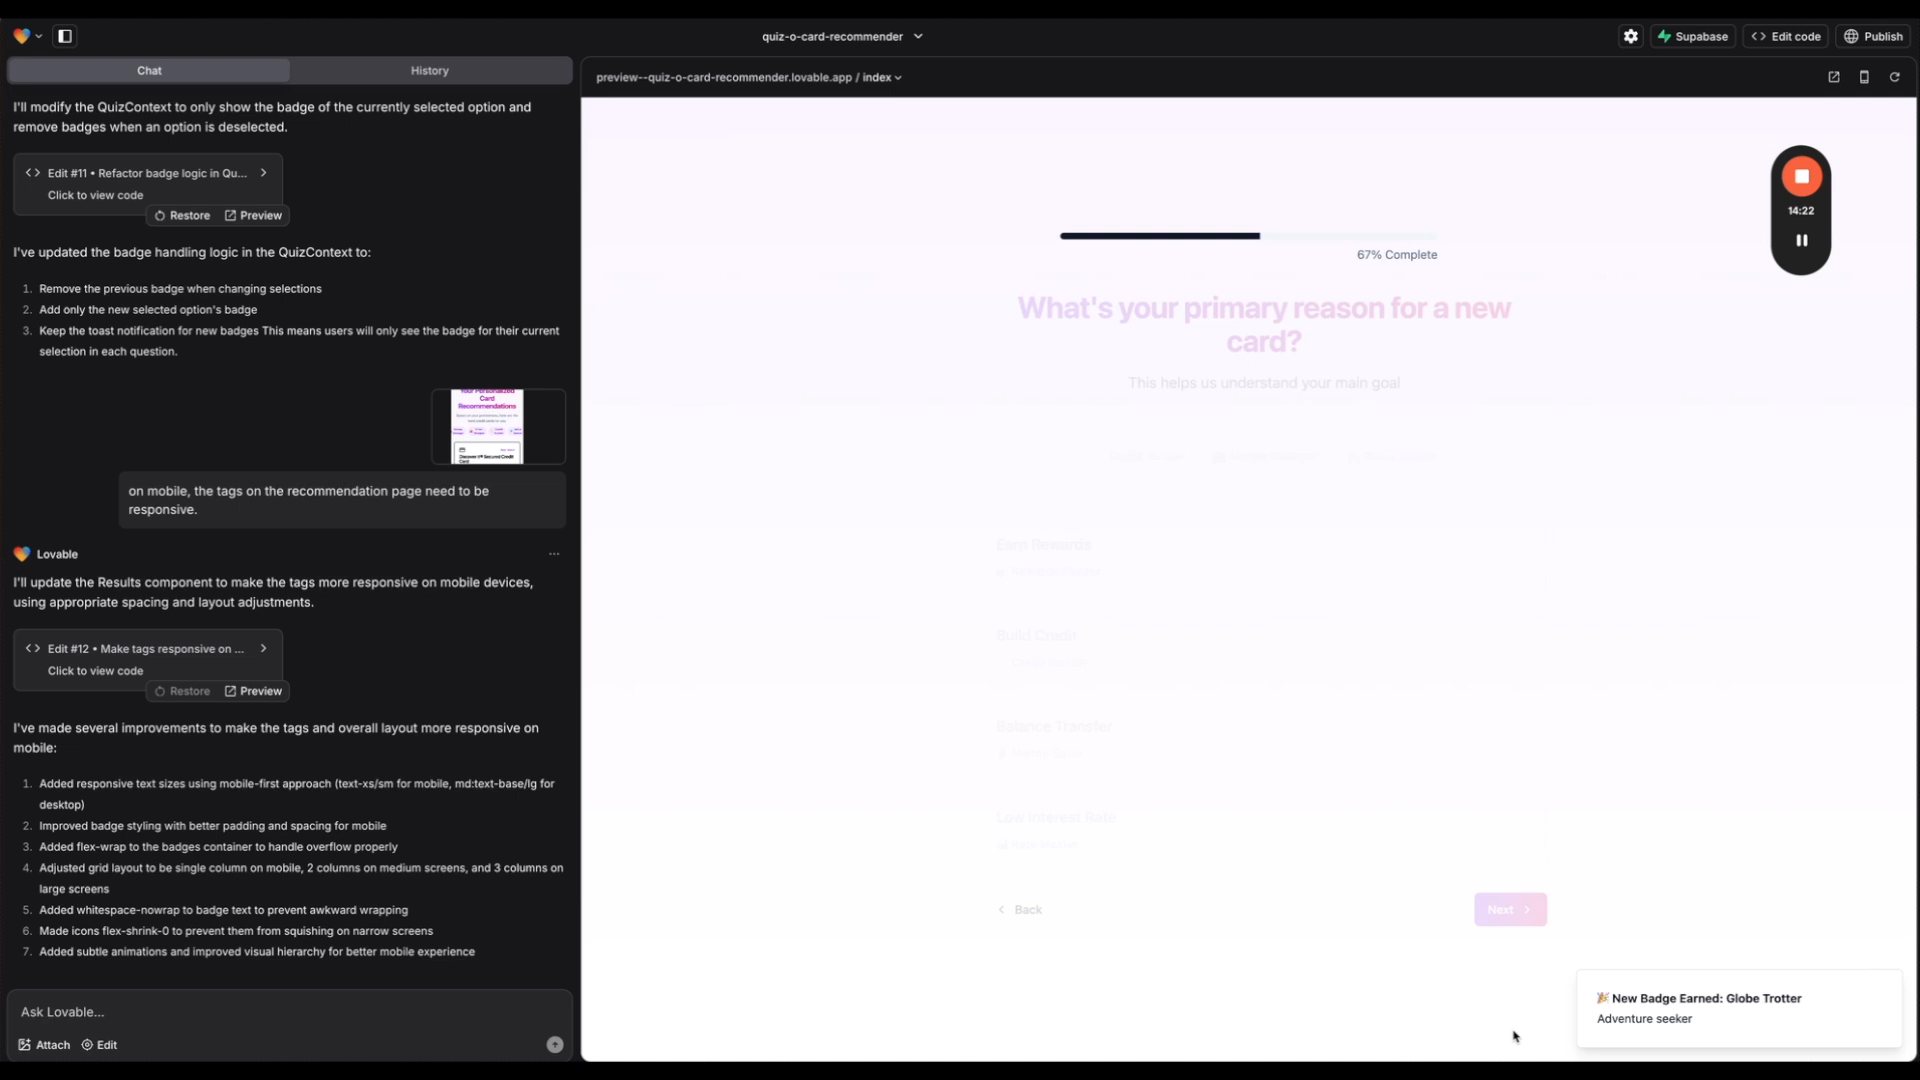 quiz-o-card-recommender
Supabase
Edit code
Publish
Chat
History
preview--quiz-o-card-recommender.lovable.app / index
I'll modify the QuizContext to only show the badge of the currently selected option and
remove badges when an option is deselected.
Edit #11 • Refactor badge logic in Qu...
Click to view code
Restore
Preview
I've updated the badge handling logic in the QuizContext to:
1. Remove the previous badge when changing selections
2. Add only the new selected option's badge
3. Keep the toast notification for new badges This means users will only see the badge for their current
selection in each question.
Your Personalized
Card
Recommendations
Discover it® Secured Credit
Card
on mobile, the tags on the recommendation page need to be
responsive.
Lovable
I'll update the Results component to make the tags more responsive on mobile devices,
using appropriate spacing and layout adjustments.
Edit #12 • Make tags responsive on ...
Click to view code
Restore
Preview
I've made several improvements to make the tags and overall layout more responsive on
mobile:
1. Added responsive text sizes using mobile-first approach (text-xs/sm for mobile, md:text-base/lg for
desktop)
2. Improved badge styling with better padding and spacing for mobile
3. Added flex-wrap to the badges container to handle overflow properly
4. Adjusted grid layout to be single column on mobile, 2 columns on medium screens, and 3 columns on
large screens
5. Added whitespace-nowrap to badge text to prevent awkward wrapping
6. Made icons flex-shrink-0 to prevent them from squishing on narrow screens
7. Added subtle animations and improved visual hierarchy for better mobile experience
Ask Lovable...
Attach
Edit
14:22
67% Complete
What's your primary reason for a new
card?
This helps us understand your main goal
Earn Rewards
Build Credit
Balance Transfer
Low Interest Rate
Back
Next
🎉 New Badge Earned: Globe Trotter
Adventure seeker